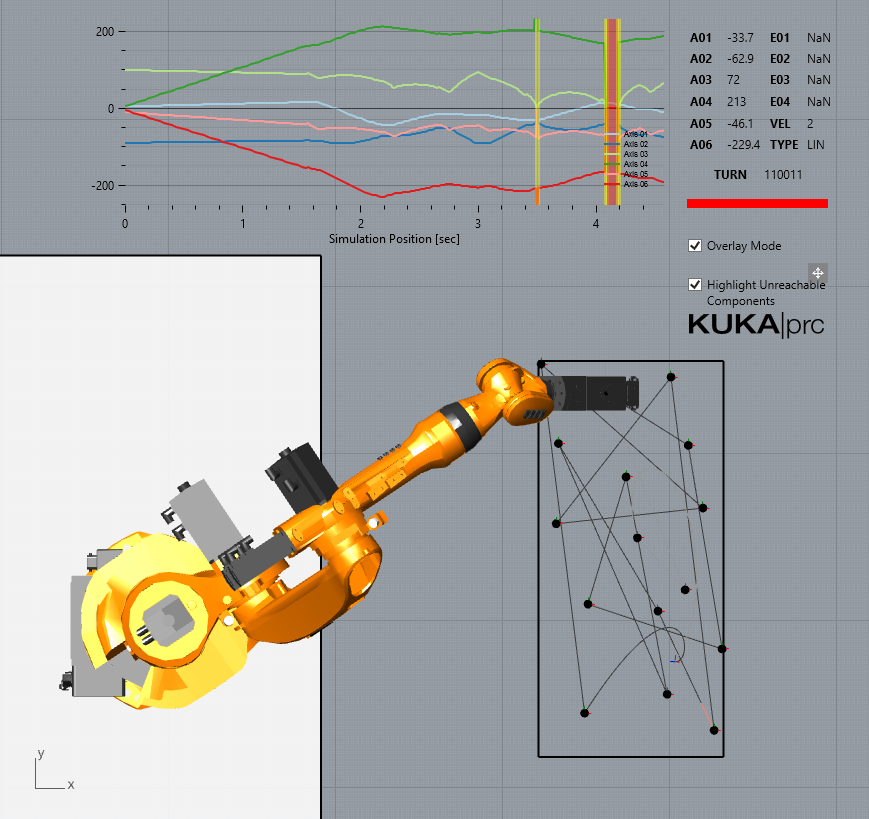 200
0
-200
0
1
2
3
4
Simulation Position [sec]
Axis 01
Axis 02
Axis 03
Axis 04
Axis 05
Axis 06
A01 -33.7 E01 NaN
A02 -62.9 E02 NaN
A03 72 E03 NaN
A04 213 E04 NaN
A05 -46.1 VEL 2
A06 -229.4 TYPE LIN
TURN 110011
Overlay Mode
Highlight Unreachable
Components
KUKA|prc
y
x